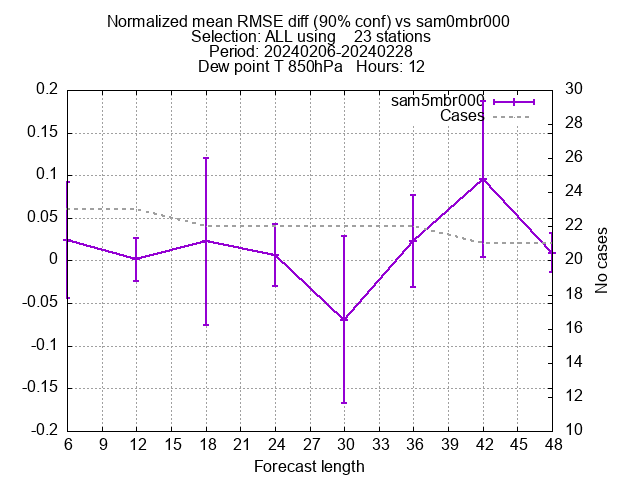 Normalized mean RMSE diff (90% conf) vs sam0mbr000
Selection: ALL using    23 stations
Period: 20240206-20240228
Dew point T 850hPa   Hours: 12
sam5mbr000
Cases
0.2
0.15
0.1
0.05
0
-0.05
-0.1
-0.15
-0.2
30
28
26
24
22
20
18
16
14
12
10
No cases
6 9 12 15 18 21 24 27 30 33 36 39 42 45 48
Forecast length